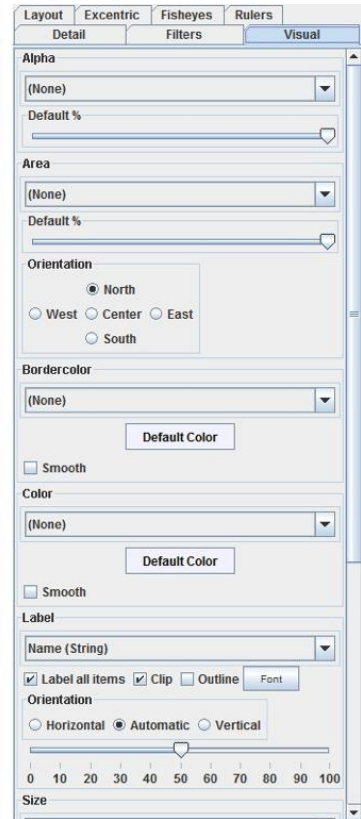 Layout Excentric Fisheyes Rulers
Detail Filters Visual
Alpha
(None)
Default %
Area
(None)
Default %
Orientation
North
West Center East
South
Bordercolor
(None)
Default Color
Smooth
Color
(None)
Default Color
Smooth
Label
Name (String)
Label all items Clip Outline Font
Orientation
Horizontal Automatic Vertical
0 10 20 30 40 50 60 70 80 90 100
Size